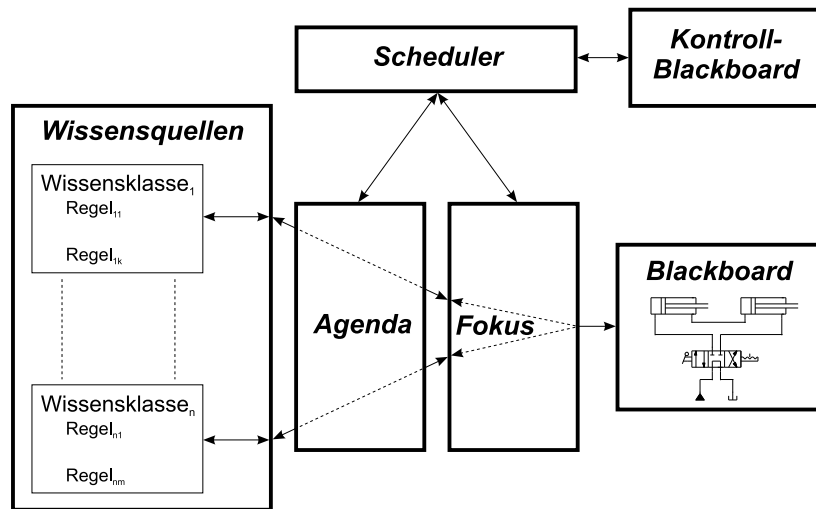 Scheduler
Kontroll-
Blackboard
Wissensquellen
Wissensklasse₁
Regel₁₁
Regel₁ₖ
Agenda
Fokus
Blackboard
Wissensklasseₙ
Regelₙ₁
Regelₙₘ